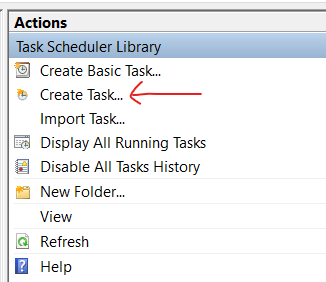 Actions
Task Scheduler Library
Create Basic Task...
Create Task...
Import Task...
Display All Running Tasks
Disable All Tasks History
New Folder...
View
Refresh
Help